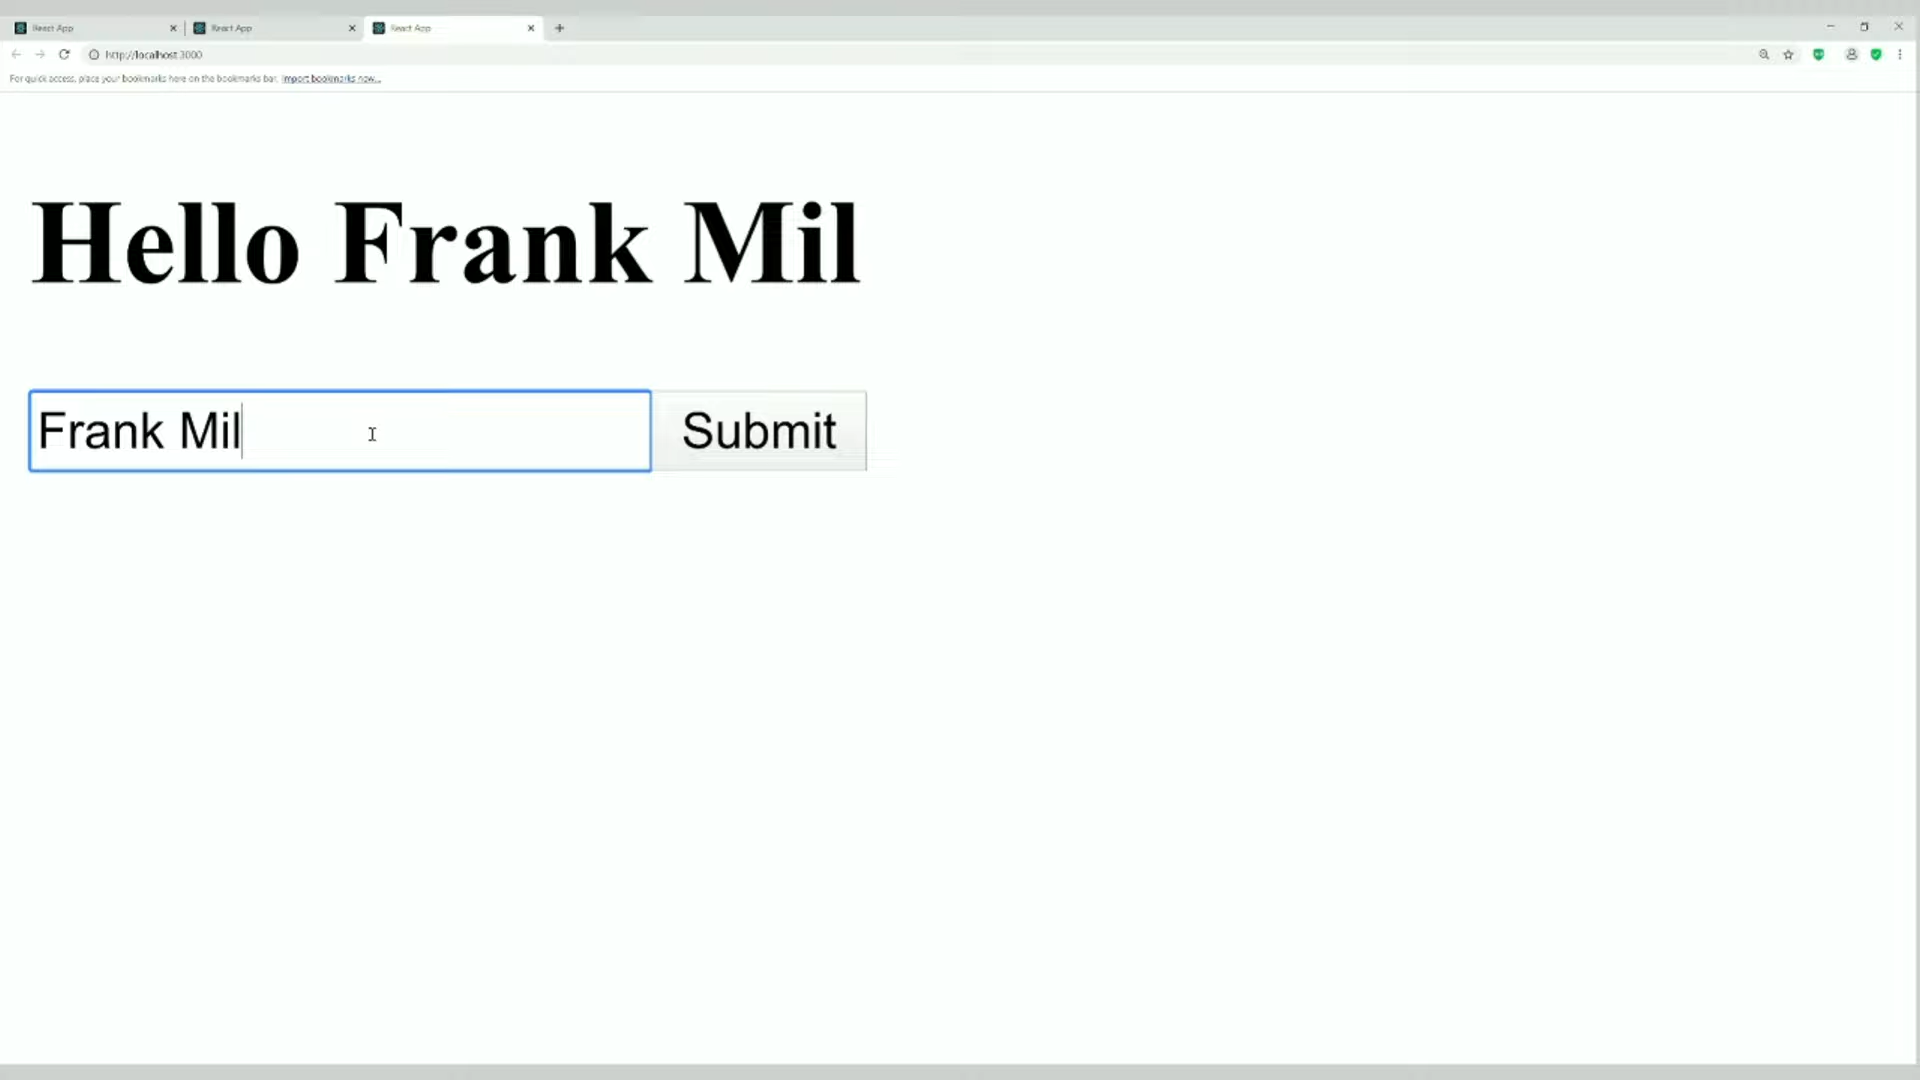 React App
React App
React App
http://localhost:3000
For quick access, place your bookmarks here on the bookmarks bar. Import bookmarks now...
Hello Frank Mil
Frank Mil
Submit